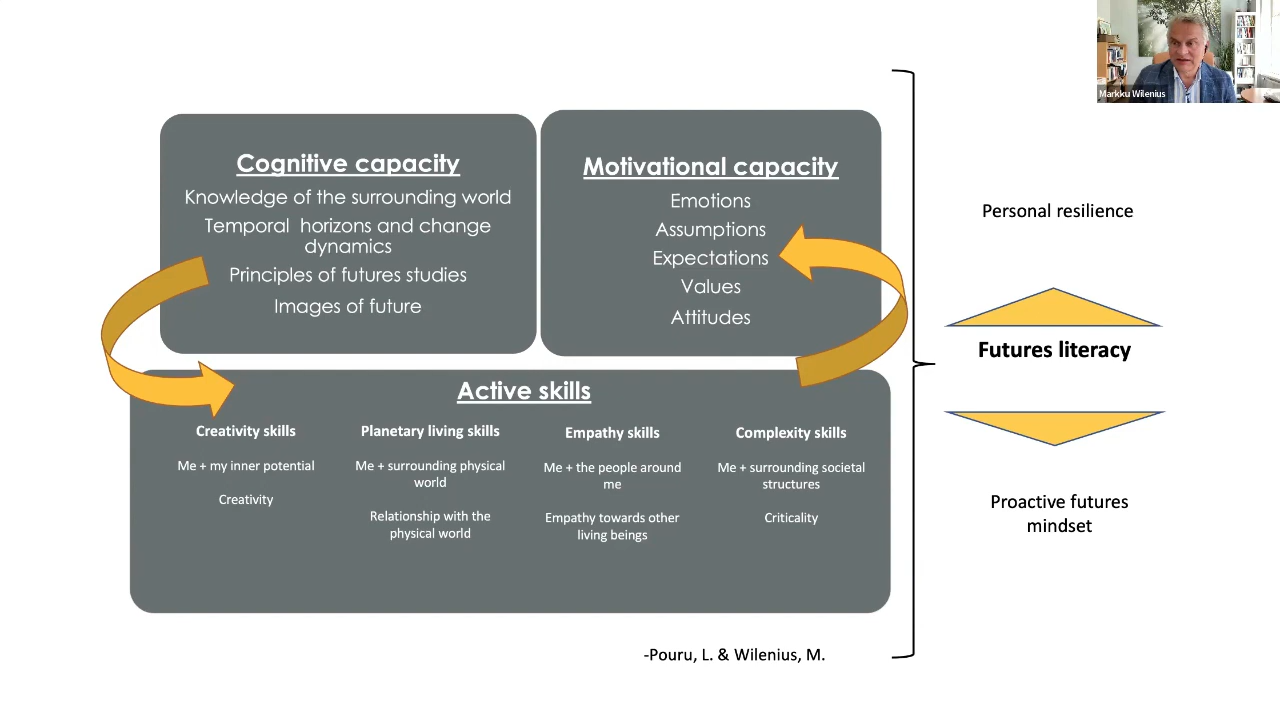 Markku Wilenius
Cognitive capacity
Knowledge of the surrounding world
Temporal horizons and change
dynamics
Principles of futures studies
Images of future
Motivational capacity
Emotions
Assumptions
Expectations
Values
Attitudes
Active skills
Creativity skills
Me + my inner potential
Creativity
Planetary living skills
Me + surrounding physical
world
Relationship with the
physical world
Empathy skills
Me + the people around
me
Empathy towards other
living beings
Complexity skills
Me + surrounding societal
structures
Criticality
Personal resilience
Futures literacy
Proactive futures
mindset
-Pouru, L. & Wilenius, M.